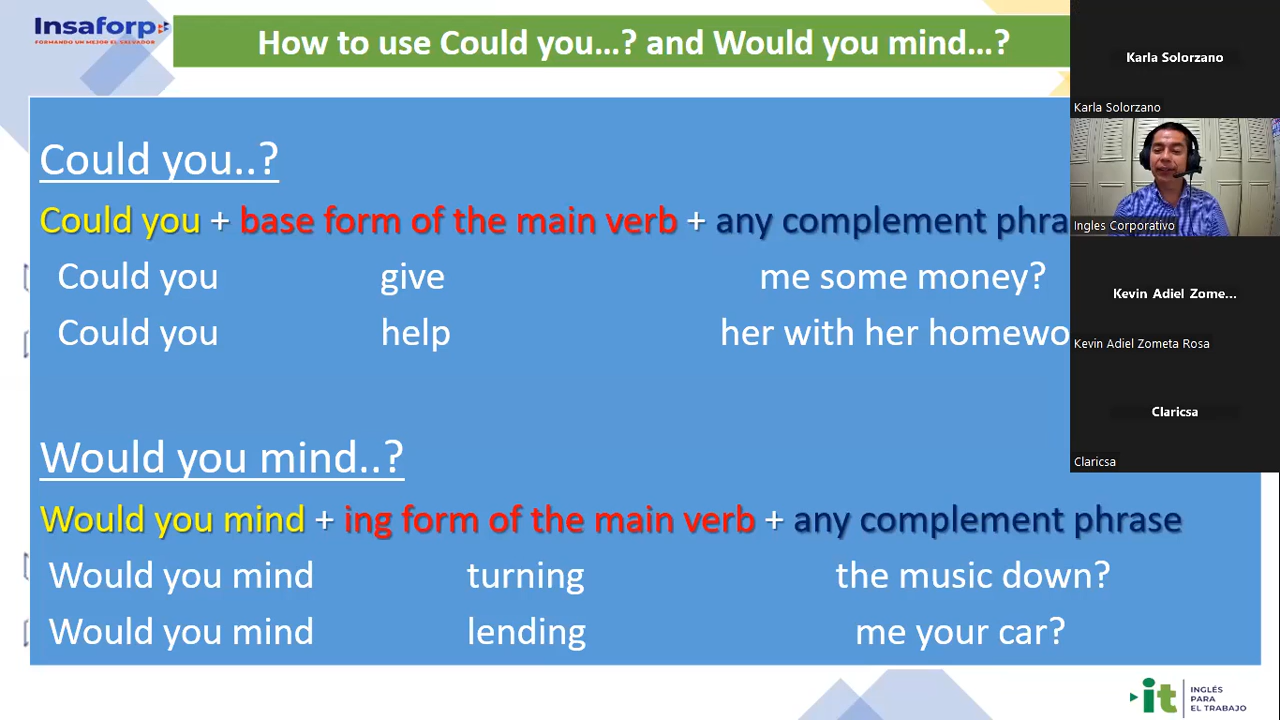 Insaforp
FORMANDO UN MEJOR EL SALVADOR
How to use Could you...? and Would you mind...?
Could you..?
Could you + base form of the main verb + any complement phra
Could you give me some money?
Could you help her with her homewo
Would you mind..?
Would you mind + ing form of the main verb + any complement phrase
Would you mind turning the music down?
Would you mind lending me your car?
Karla Solorzano
Karla Solorzano
Ingles Corporativo
Kevin Adiel Zome...
Kevin Adiel Zometa Rosa
Claricsa
Claricsa
it
INGLÉS
PARA
EL TRABAJO